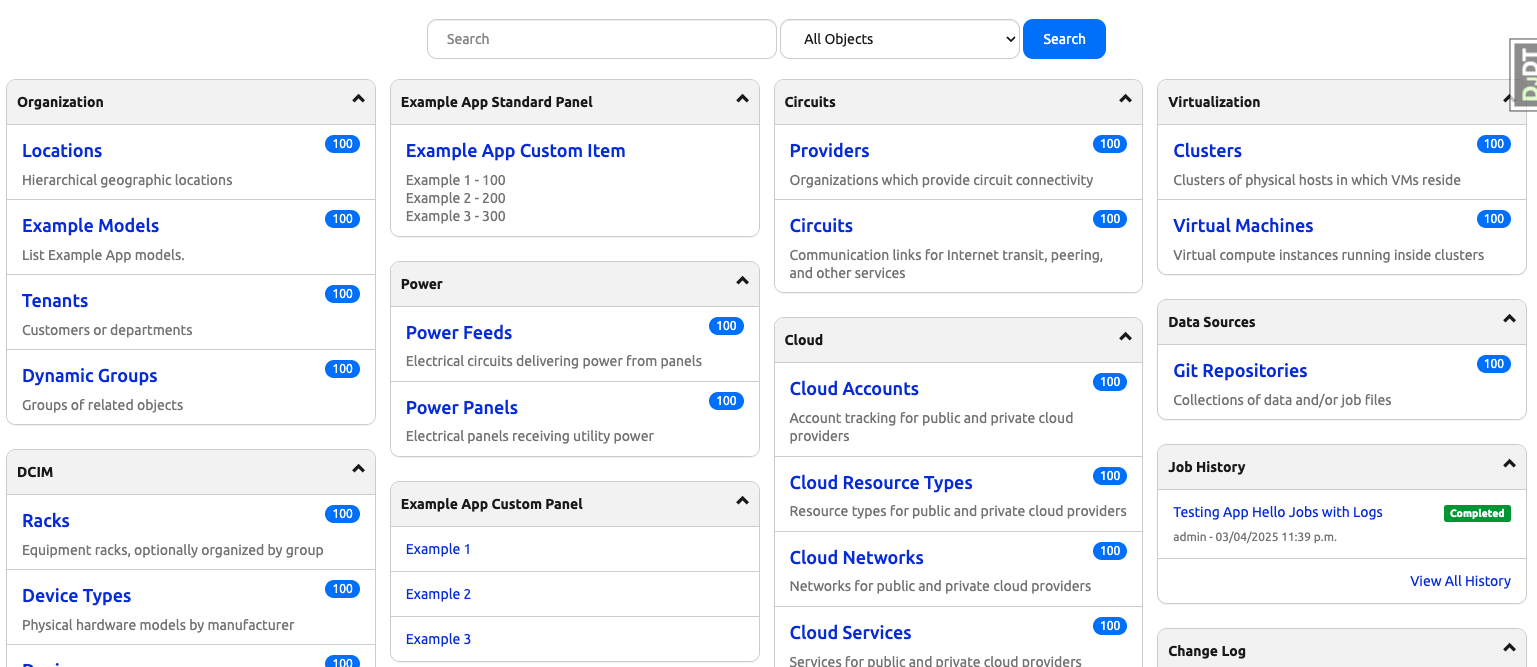 Search
All Objects
Search
Organization
Locations
100
Hierarchical geographic locations
Example Models
100
List Example App models.
Tenants
100
Customers or departments
Dynamic Groups
100
Groups of related objects
DCIM
Racks
100
Equipment racks, optionally organized by group
Device Types
100
Physical hardware models by manufacturer
100
Example App Standard Panel
Example App Custom Item
Example 1 - 100
Example 2 - 200
Example 3 - 300
Power
Power Feeds
100
Electrical circuits delivering power from panels
Power Panels
100
Electrical panels receiving utility power
Example App Custom Panel
Example 1
Example 2
Example 3
Circuits
Providers
100
Organizations which provide circuit connectivity
Circuits
100
Communication links for Internet transit, peering,
and other services
Cloud
Cloud Accounts
100
Account tracking for public and private cloud
providers
Cloud Resource Types
100
Resource types for public and private cloud providers
Cloud Networks
100
Networks for public and private cloud providers
Cloud Services
100
Services for public and private cloud providers
Virtualization
Clusters
100
Clusters of physical hosts in which VMs reside
Virtual Machines
100
Virtual compute instances running inside clusters
Data Sources
Git Repositories
100
Collections of data and/or job files
Job History
Testing App Hello Jobs with Logs
Completed
admin - 03/04/2025 11:39 p.m.
View All History
Change Log
DjDT